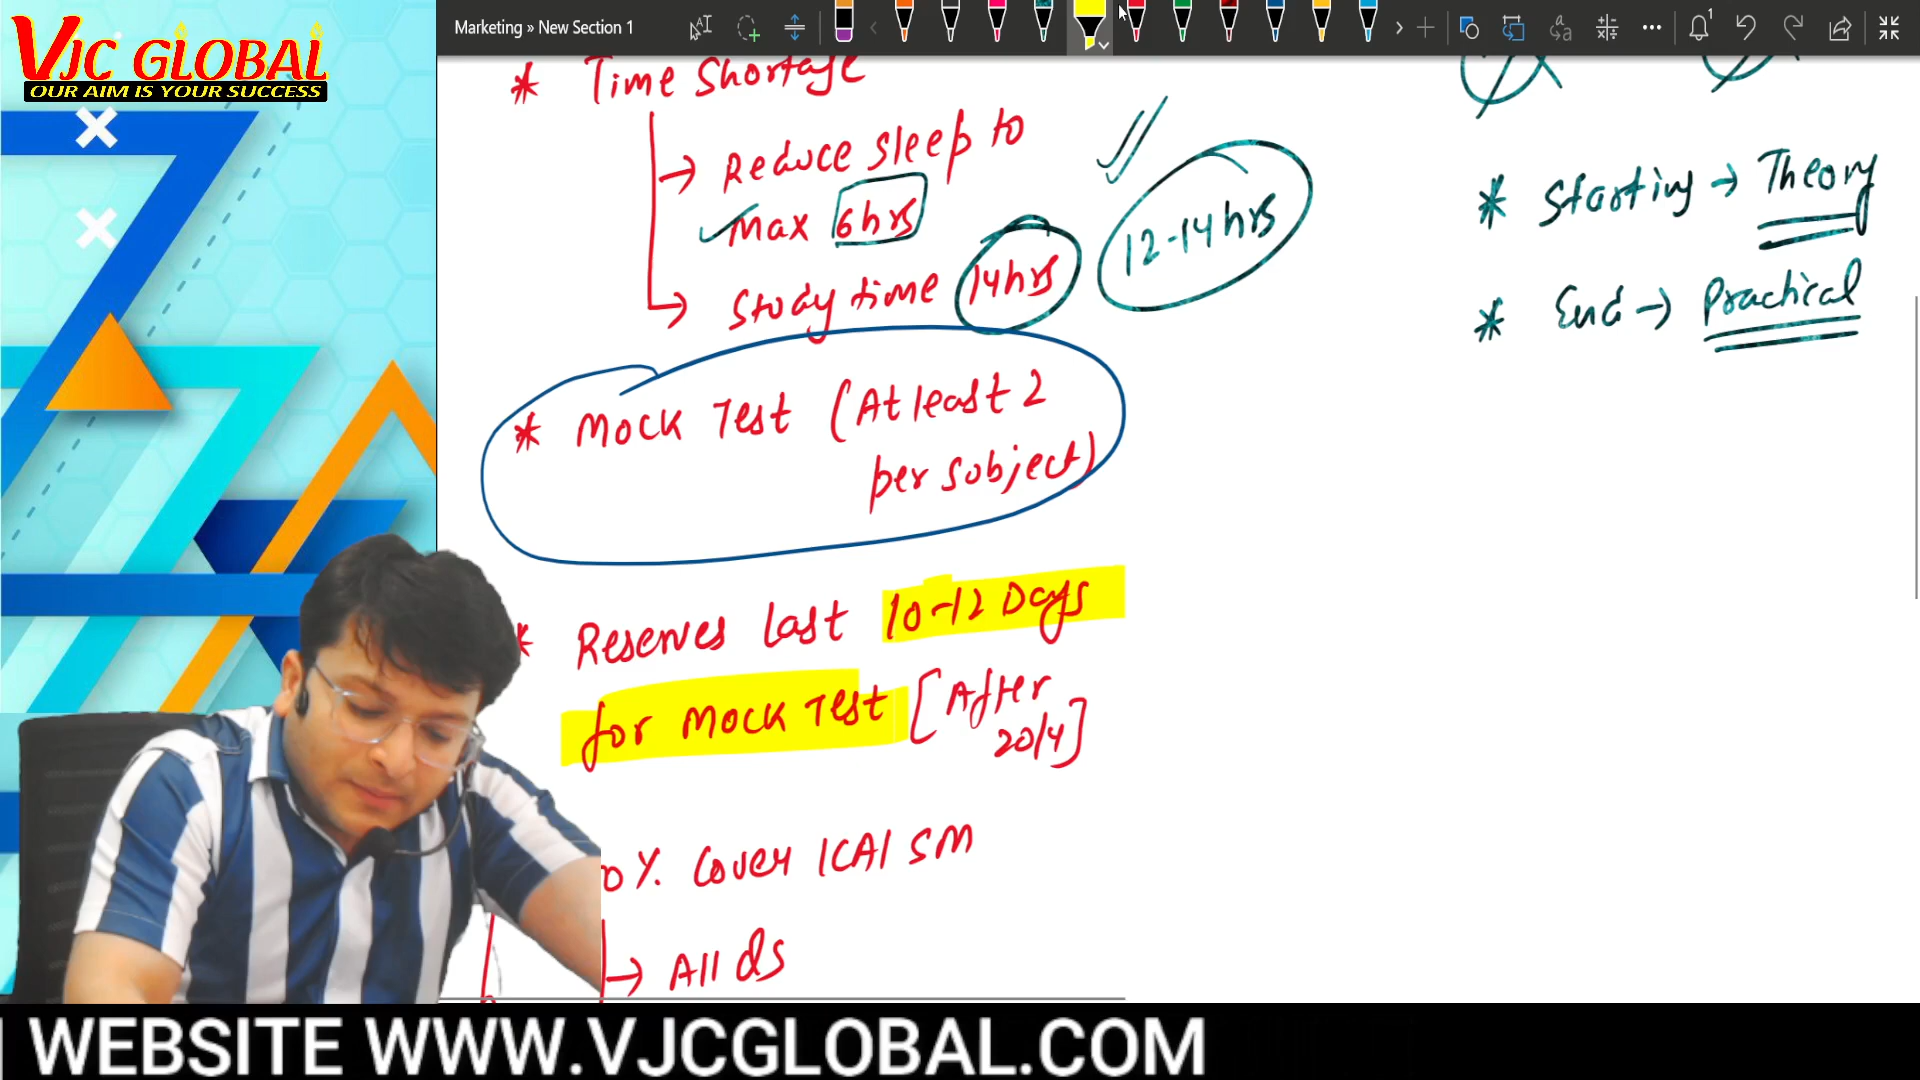 VJC GLOBAL
OUR AIM IS YOUR SUCCESS
Marketing » New Section 1
* Time Shortage
→ Reduce sleep to
Max 6hrs
12-14hrs
→ Study time 14hrs
* Starting → Theory
* End → Practical
* Mock Test (At least 2
per subject)
* Reserves last 10-12 Days
for Mock Test [After
20/4]
0% Cover ICAI SM
→ All Qs
WEBSITE WWW.VJCGLOBAL.COM